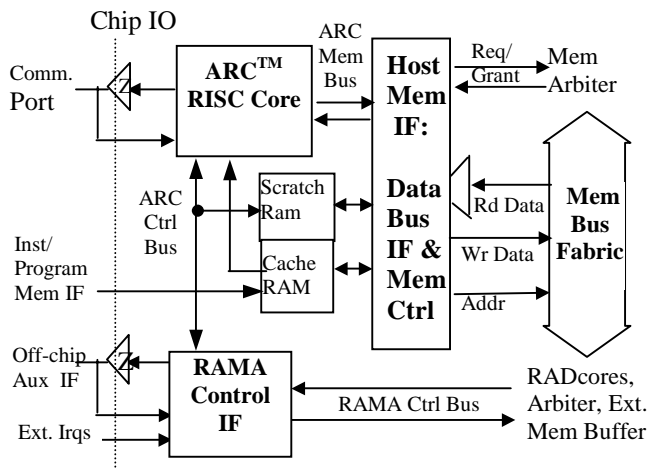 Chip IO
Comm.
Port
Z
ARC™
RISC Core
ARC
Mem
Bus
Host
Mem
IF:
Data
Bus
IF &
Mem
Ctrl
Req/
Grant
Mem
Arbiter
ARC
Ctrl
Bus
Scratch
Ram
Cache
RAM
Rd Data
Wr Data
Addr
Mem
Bus
Fabric
Inst/
Program
Mem IF
Off-chip
Aux IF
Z
Ext. Irqs
RAMA
Control
IF
RAMA Ctrl Bus
RADcores,
Arbiter, Ext.
Mem Buffer